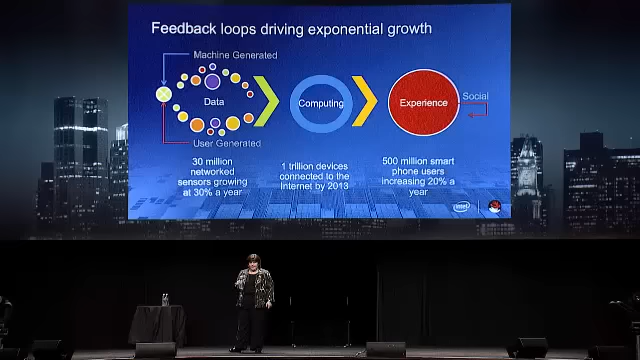 Feedback loops driving exponential growth
Machine Generated
Data
Computing
Experience
Social
User Generated
30 million
networked
sensors growing
at 30% a year
1 trillion devices
connected to the
Internet by 2013
500 million smart
phone users
increasing 20% a
year
intel